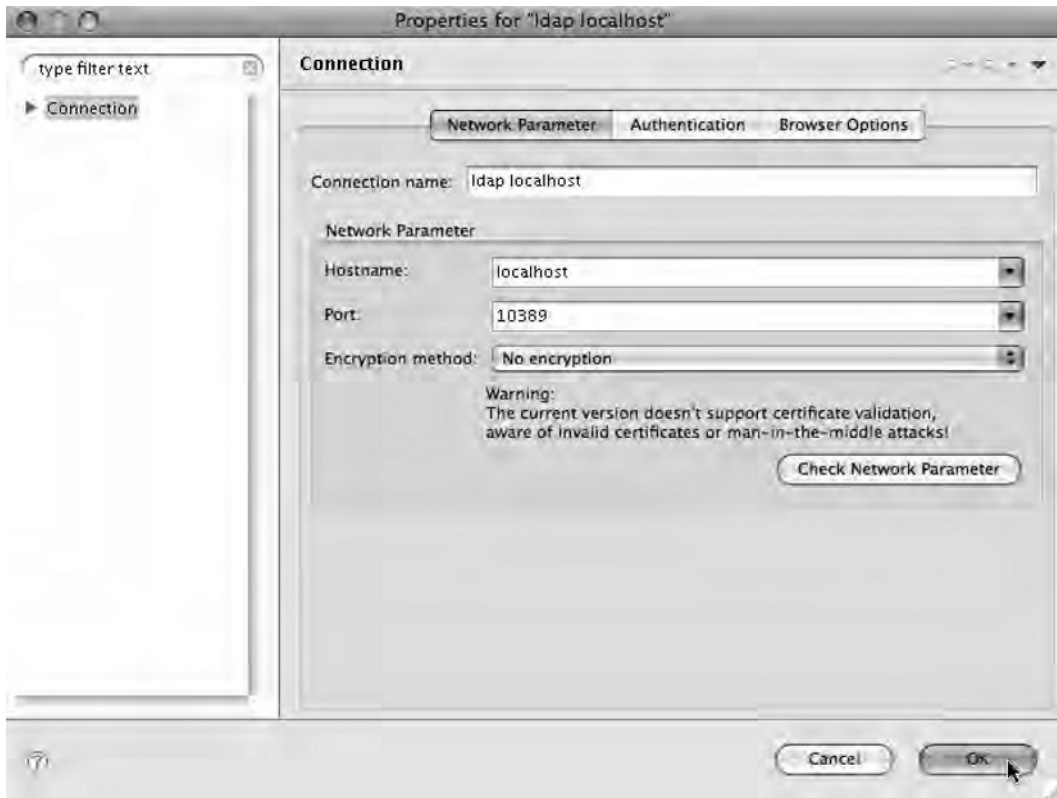 Properties for "ldap localhost"
type filter text
Connection
Connection
Network Parameter
Authentication
Browser Options
Connection name:
ldap localhost
Network Parameter
Hostname:
localhost
Port:
10389
Encryption method:
No encryption
Warning:
The current version doesn't support certificate validation,
aware of invalid certificates or man-in-the-middle attacks!
Check Network Parameter
?
Cancel
OK